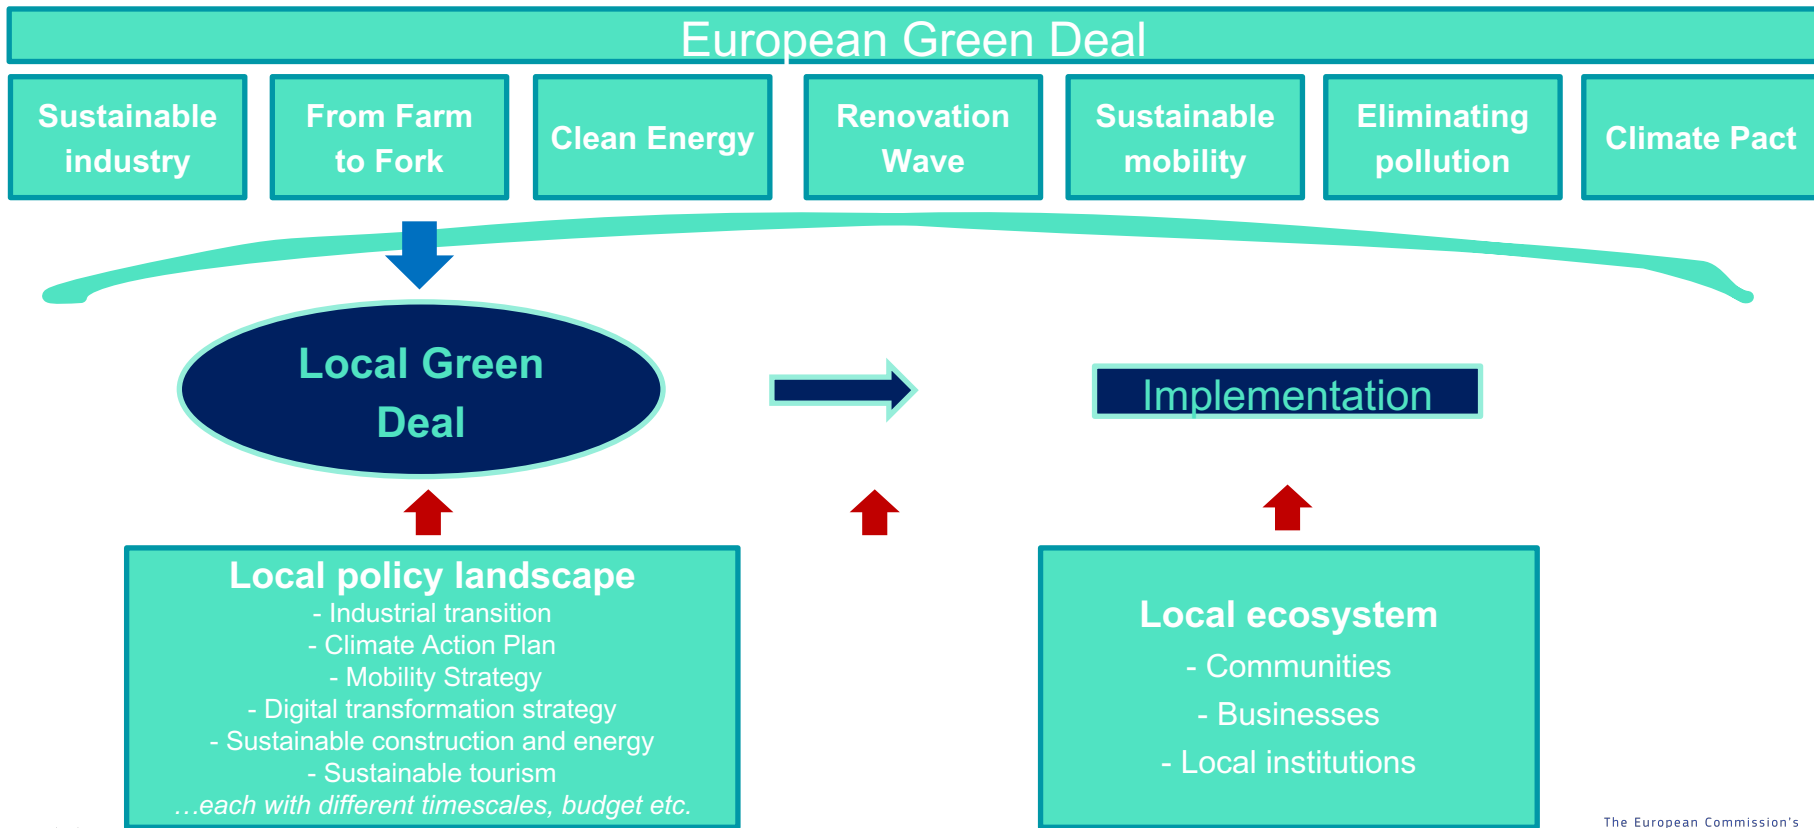 European Green Deal
Sustainable
industry
From Farm
to Fork
Clean Energy
Renovation
Wave
Sustainable
mobility
Eliminating
pollution
Climate Pact
Local Green
Deal
Implementation
Local policy landscape
- Industrial transition
- Climate Action Plan
- Mobility Strategy
- Digital transformation strategy
- Sustainable construction and energy
- Sustainable tourism
…each with different timescales, budget etc.
Local ecosystem
- Communities
- Businesses
- Local institutions
The European Commission's